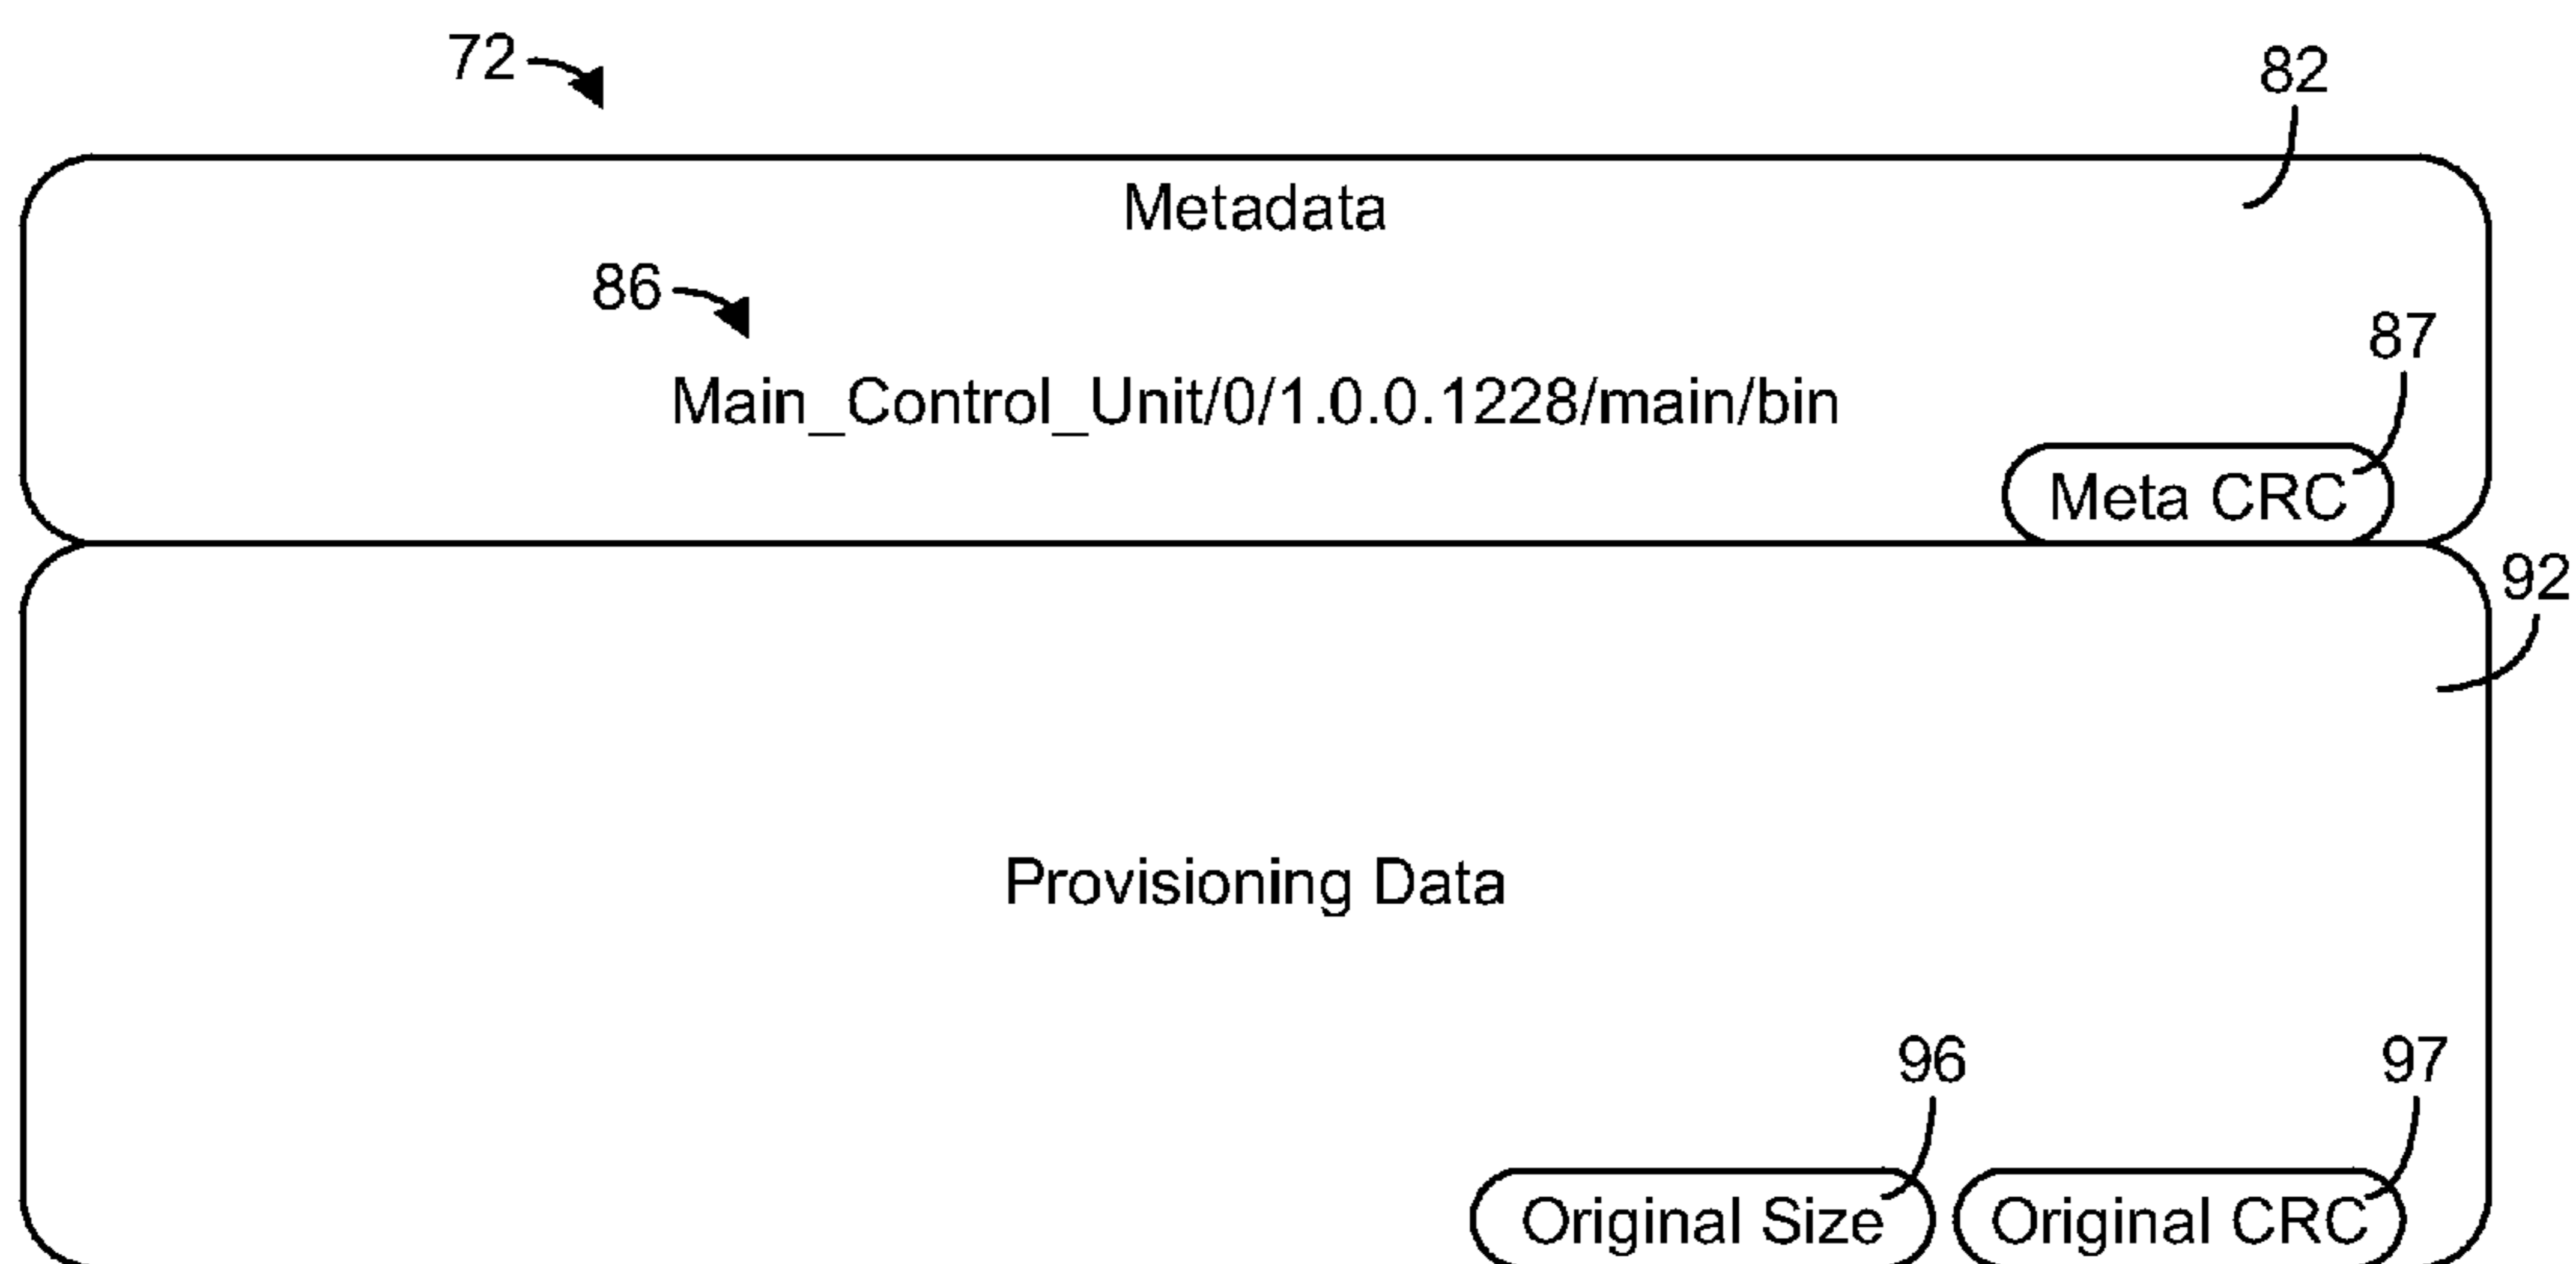 72
82
Metadata
86
87
Main_Control_Unit/0/1.0.0.1228/main/bin
Meta CRC
92
Provisioning Data
96
97
Original Size
Original CRC